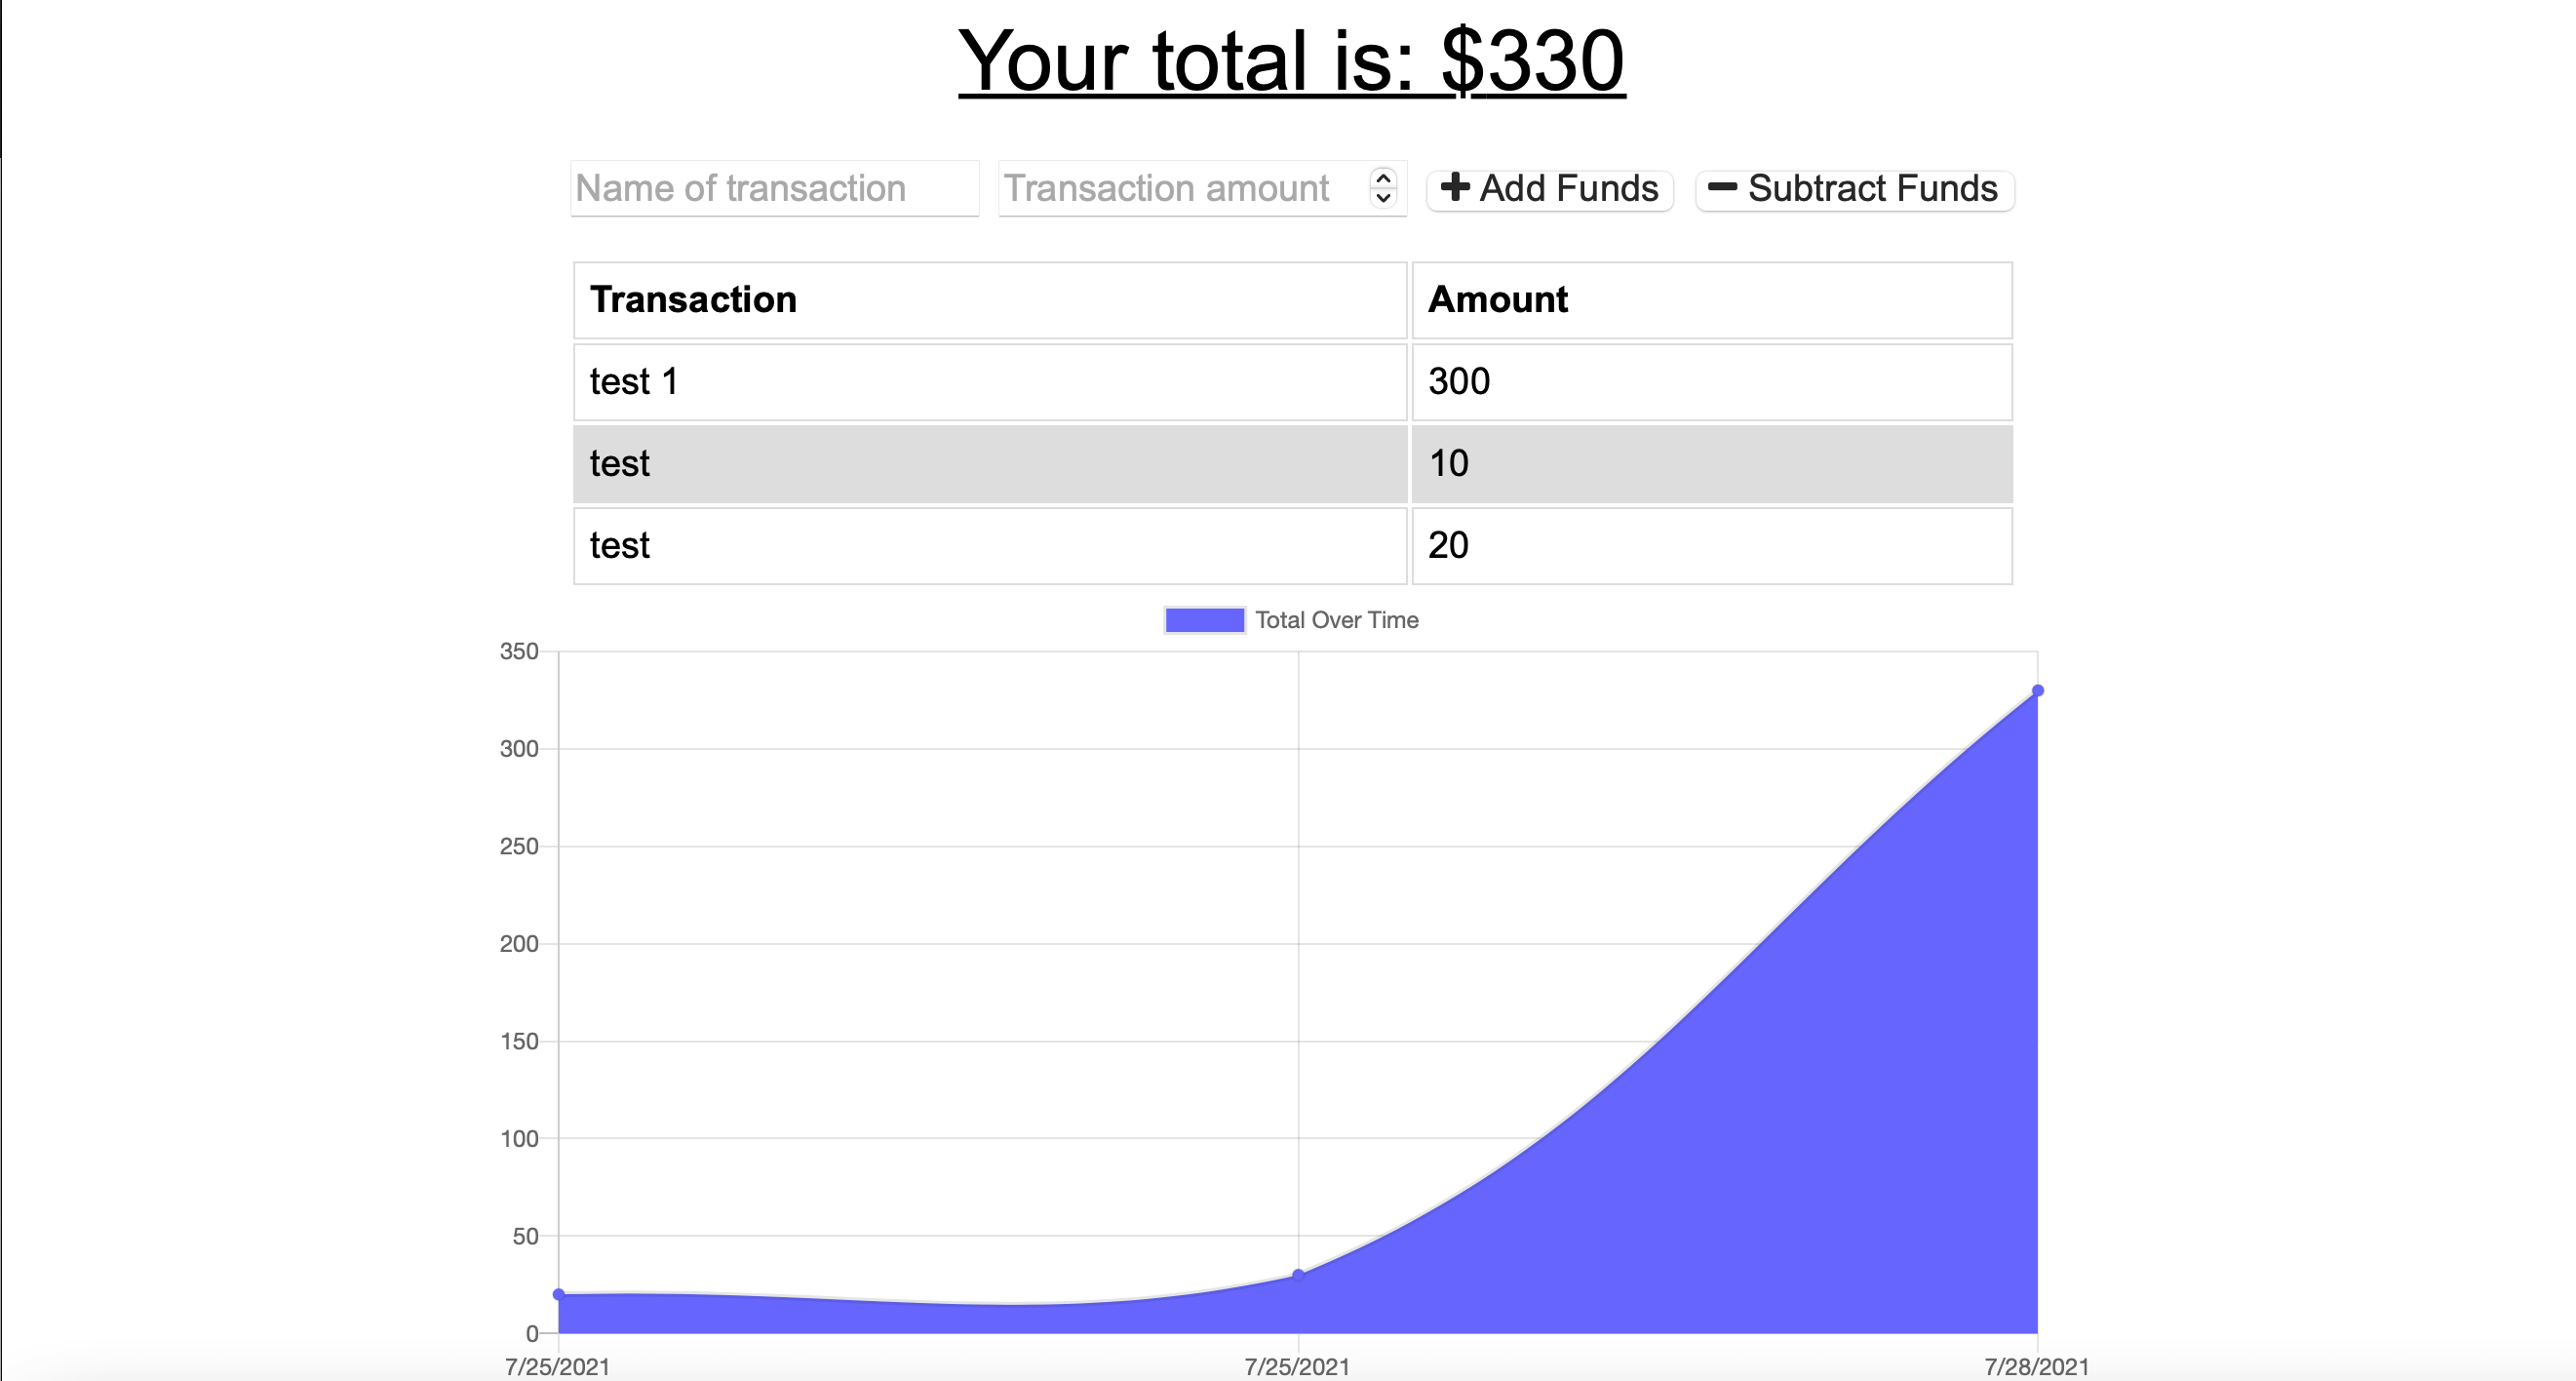 Your total is: $330
Name of transaction Transaction amount Add Funds Subtract Funds
Transaction Amount
test 1 300
test 10
test 20
Total Over Time
350
300
250
200
150
100
50
0
7/25/2021 7/25/2021 7/28/2021